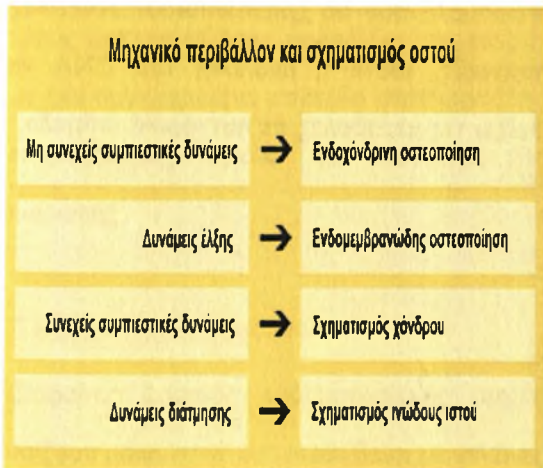 Μηχανικό περιβάλλον και σχηματισμός οστού
Μη συνεχείς συμπιεστικές δυνάμεις → Ενδοχόνδρινη οστεοποίηση
Δυνάμεις έλξης → Ενδομεμβρανώδης οστεοποίηση
Συνεχείς συμπιεστικές δυνάμεις → Σχηματισμός χόνδρου
Δυνάμεις διάτμησης → Σχηματισμός ινώδους ιστού